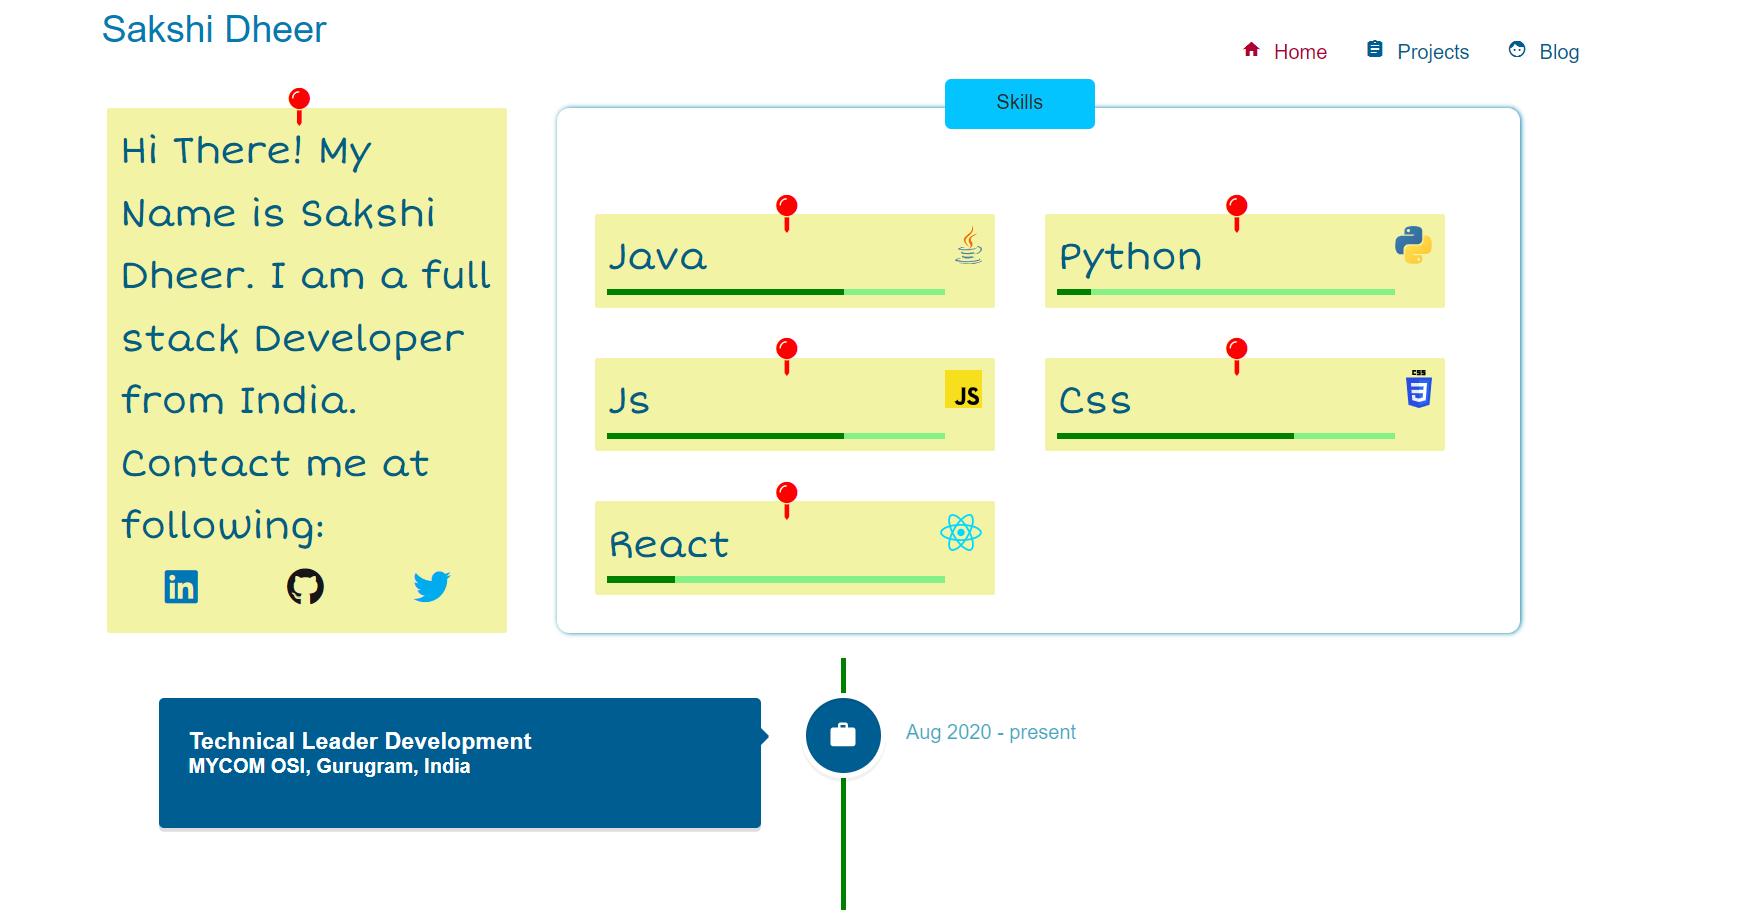 Sakshi Dheer
Home
Projects
Blog
Hi There! My
Name is Sakshi
Dheer. I am a full
stack Developer
from India.
Contact me at
following:
in
Skills
Java
Python
Js
JS
Css
CSS
3
React
Technical Leader Development
MYCOM OSI, Gurugram, India
Aug 2020 - present